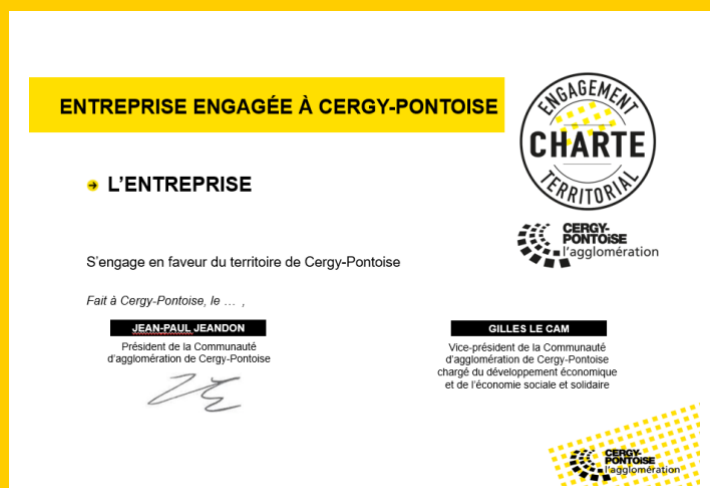 ENTREPRISE ENGAGÉE À CERGY-PONTOISE
ENGAGEMENT
CHARTE
TERRITORIAL
L'ENTREPRISE
CERGY-
PONTOiSE
l'agglomération
S'engage en faveur du territoire de Cergy-Pontoise
Fait à Cergy-Pontoise, le … ,
JEAN-PAUL JEANDON
Président de la Communauté
d'agglomération de Cergy-Pontoise
GILLES LE CAM
Vice-président de la Communauté
d'agglomération de Cergy-Pontoise
chargé du développement économique
et de l'économie sociale et solidaire
CERGY-
PONTOiSE
l'agglomération